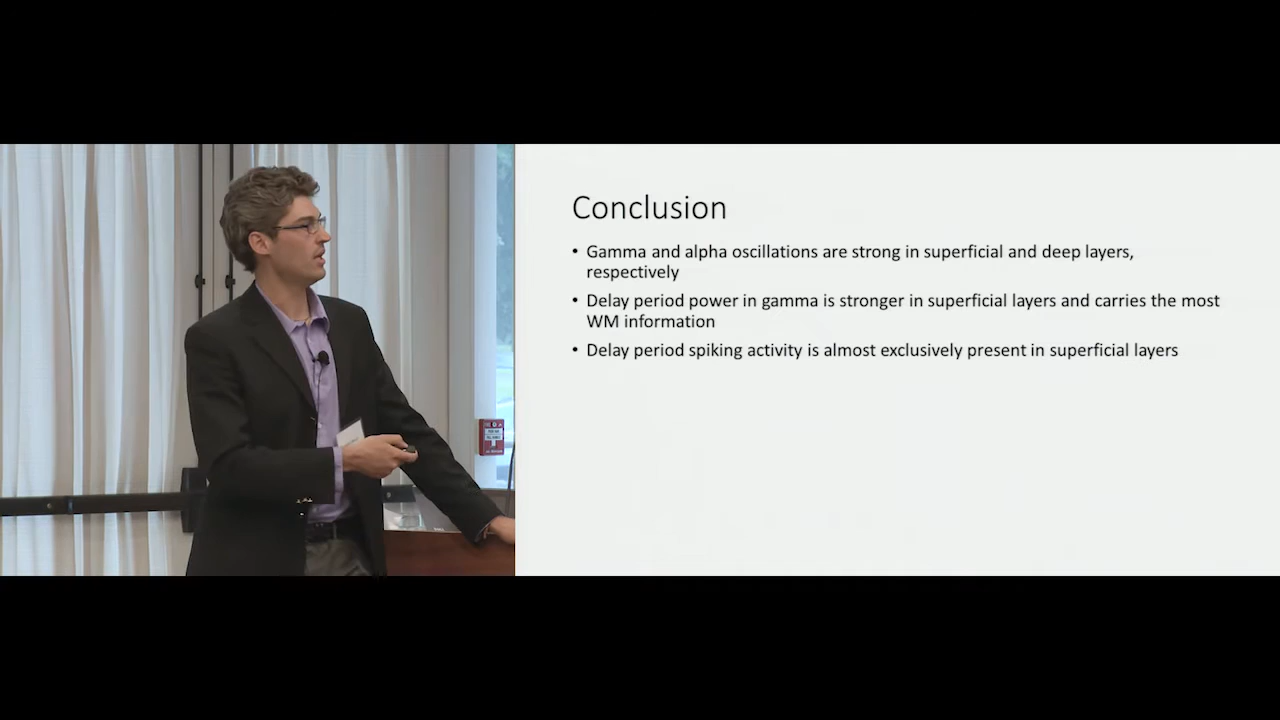 Conclusion
• Gamma and alpha oscillations are strong in superficial and deep layers,
respectively
• Delay period power in gamma is stronger in superficial layers and carries the most
WM information
• Delay period spiking activity is almost exclusively present in superficial layers